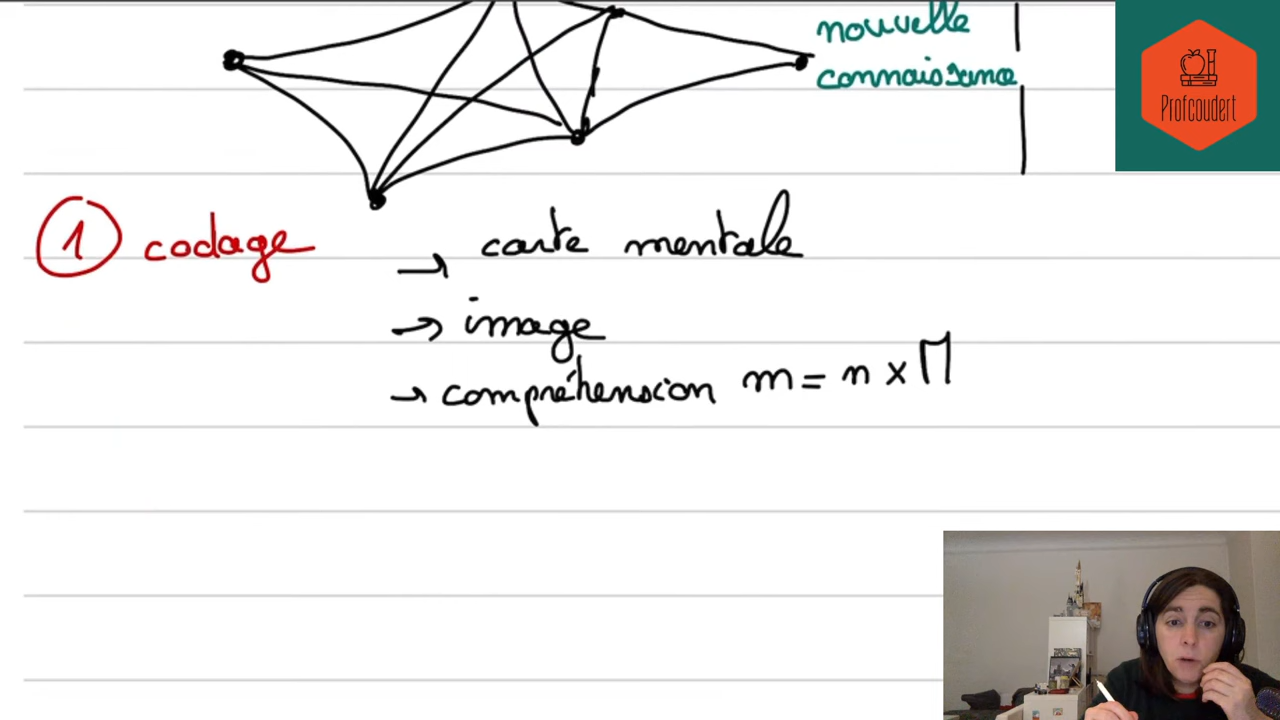 nouvelle
connaissance
Profcoudert
1 codage → carte mentale
→ image
→ compréhension m = n × M